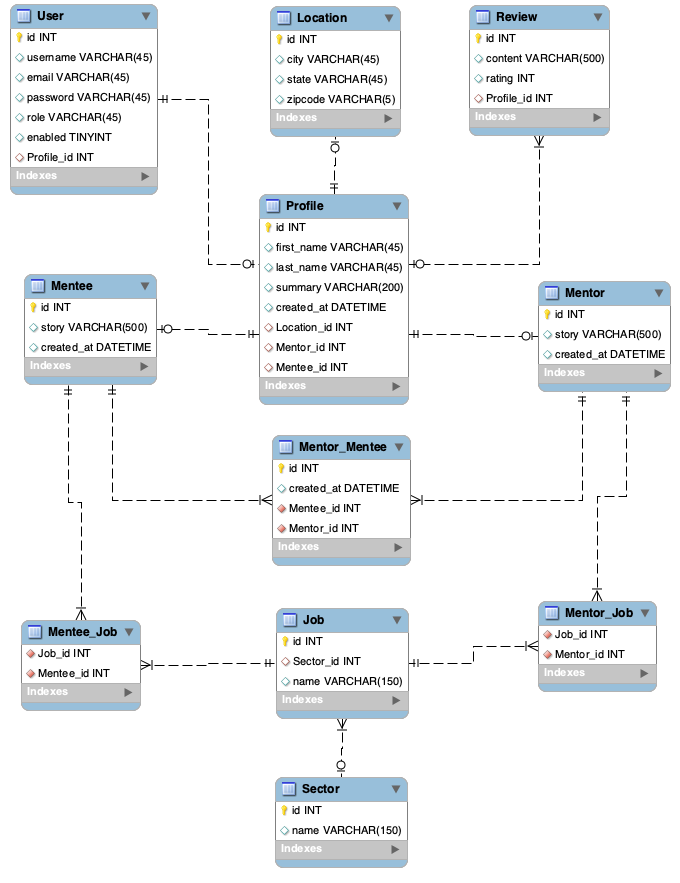 User
id INT
username VARCHAR(45)
email VARCHAR(45)
password VARCHAR(45)
role VARCHAR(45)
enabled TINYINT
Profile_id INT
Indexes
Location
id INT
city VARCHAR(45)
state VARCHAR(45)
zipcode VARCHAR(5)
Indexes
Review
id INT
content VARCHAR(500)
rating INT
Profile_id INT
Indexes
Profile
id INT
first_name VARCHAR(45)
last_name VARCHAR(45)
summary VARCHAR(200)
created_at DATETIME
Location_id INT
Mentor_id INT
Mentee_id INT
Indexes
Mentee
id INT
story VARCHAR(500)
created_at DATETIME
Indexes
Mentor
id INT
story VARCHAR(500)
created_at DATETIME
Indexes
Mentor_Mentee
id INT
created_at DATETIME
Mentee_id INT
Mentor_id INT
Indexes
Mentee_Job
Job_id INT
Mentee_id INT
Indexes
Job
id INT
Sector_id INT
name VARCHAR(150)
Indexes
Mentor_Job
Job_id INT
Mentor_id INT
Indexes
Sector
id INT
name VARCHAR(150)
Indexes